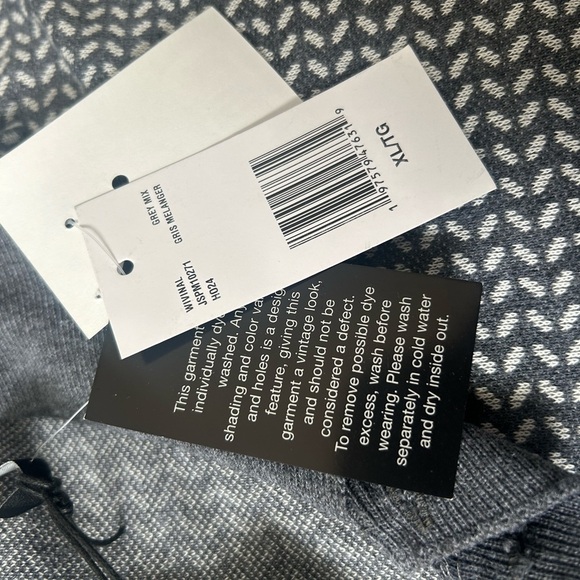 WIVINAL
JSPM10271
H024
GREY MIX
GRIS MELANGER
1 97579 47631 9
XL/TG
This garment
individually dy
washed. An
shading and color va
and holes is a desig
feature, giving this
garment a vintage look,
and should not be
considered a defect.
To remove possible dye
excess, wash before
wearing. Please wash
separately in cold water
and dry inside out.